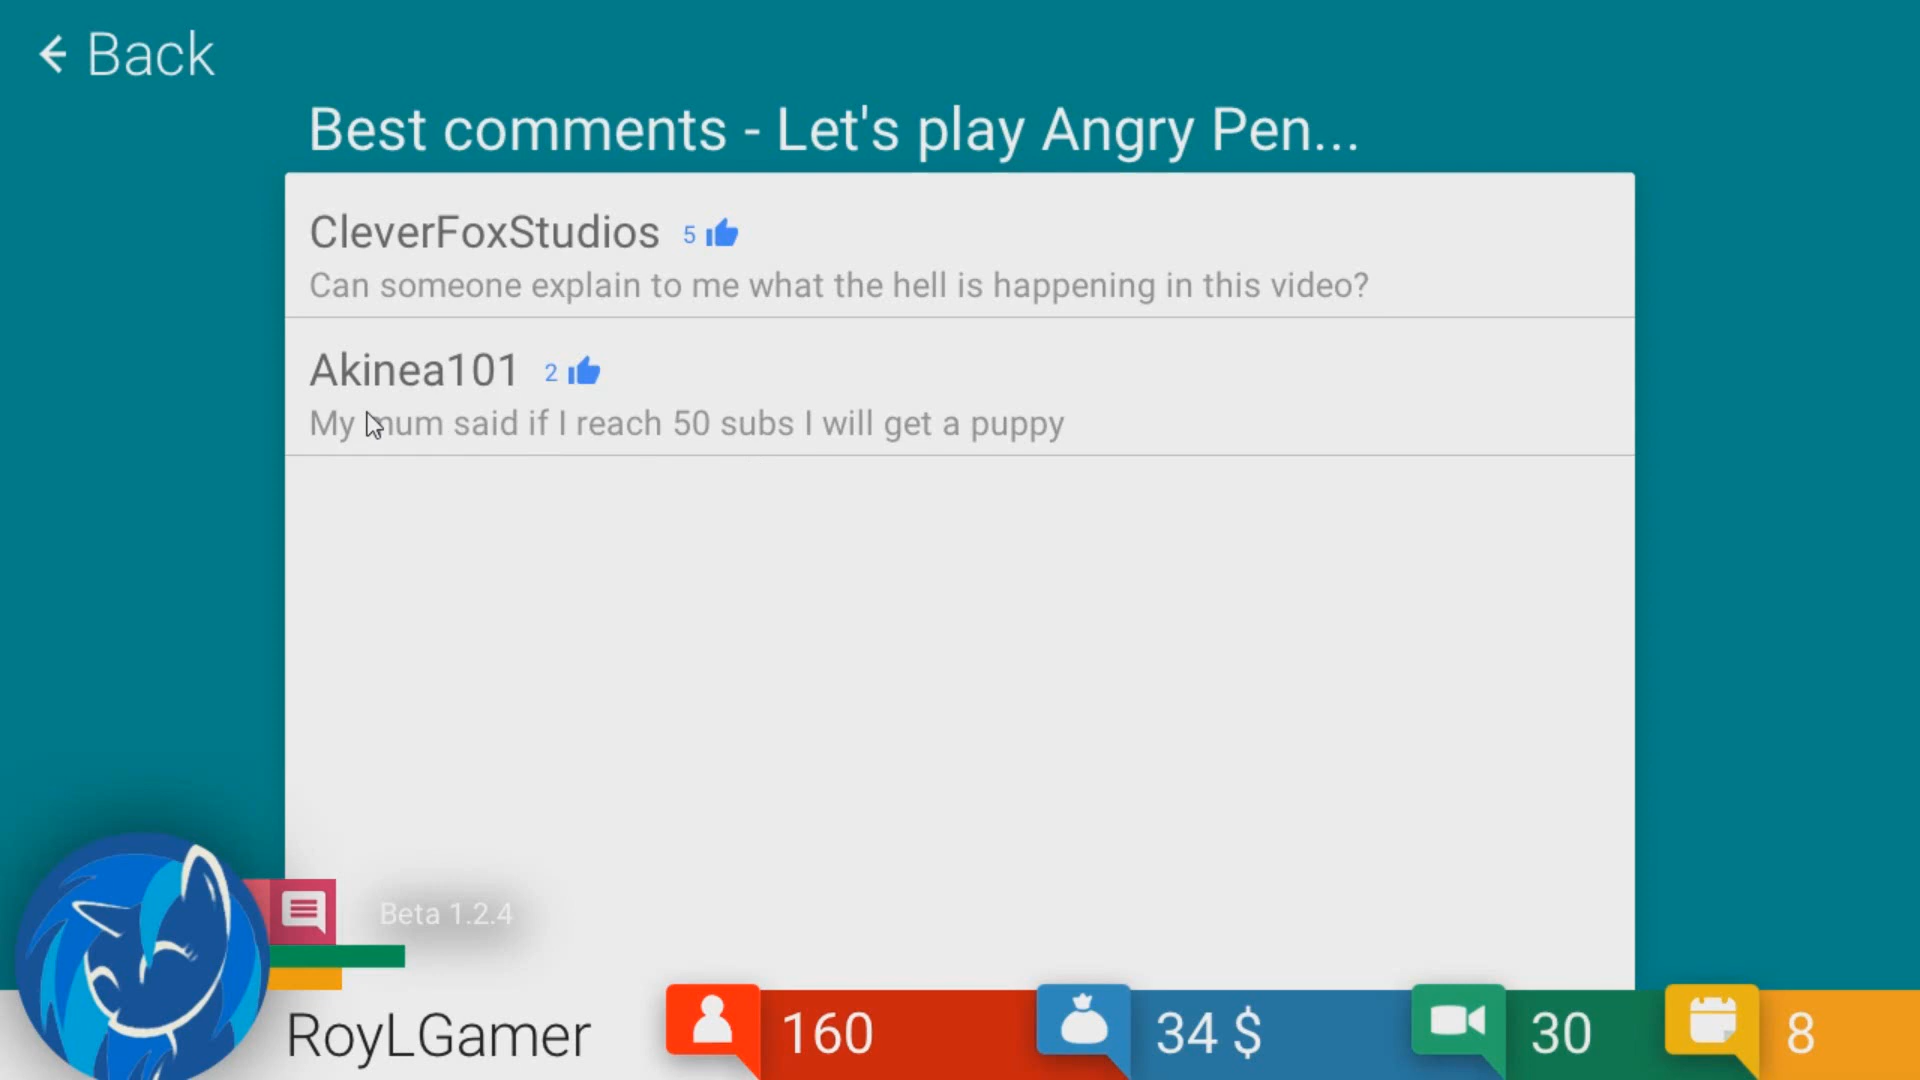 Back
Best comments - Let's play Angry Pen...
CleverFoxStudios 5
Can someone explain to me what the hell is happening in this video?
Akinea101 2
My mum said if I reach 50 subs I will get a puppy
Beta 1.2.4
RoyLGamer 160 34 $ 30 8